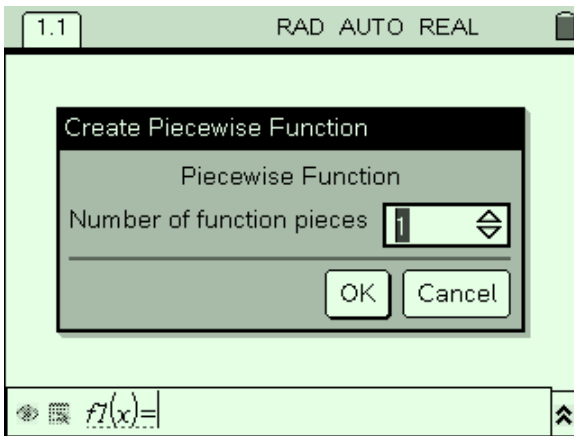 1.1 RAD AUTO REAL
Create Piecewise Function
Piecewise Function
Number of function pieces 1
OK Cancel
f1(x)=